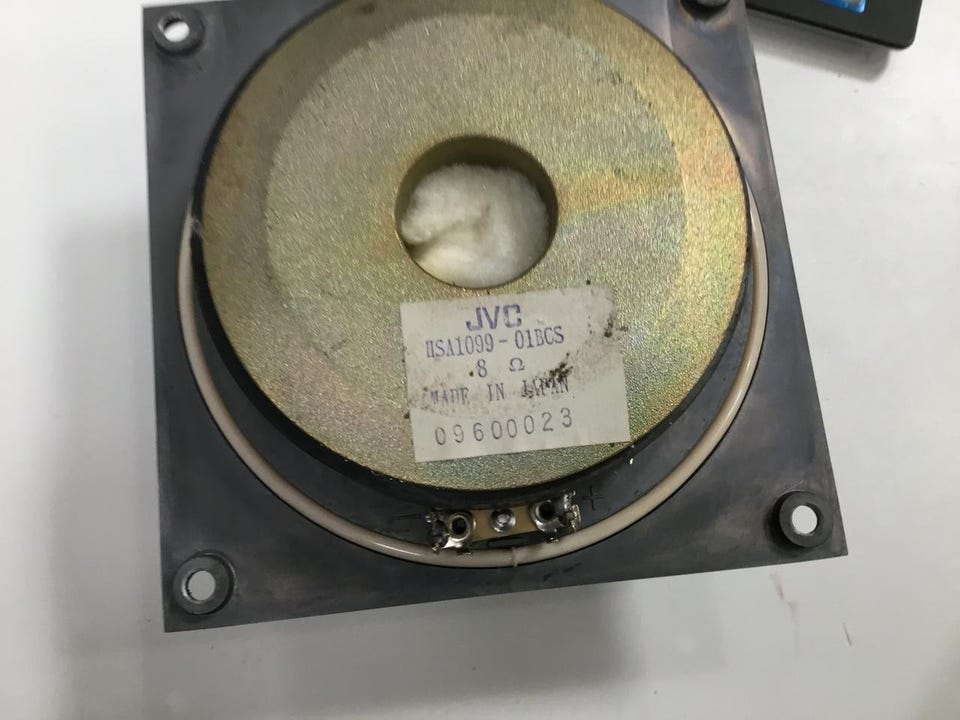 JVC
HSA1099-01BCS
8 Ω
MADE IN JAPAN
09600023
+